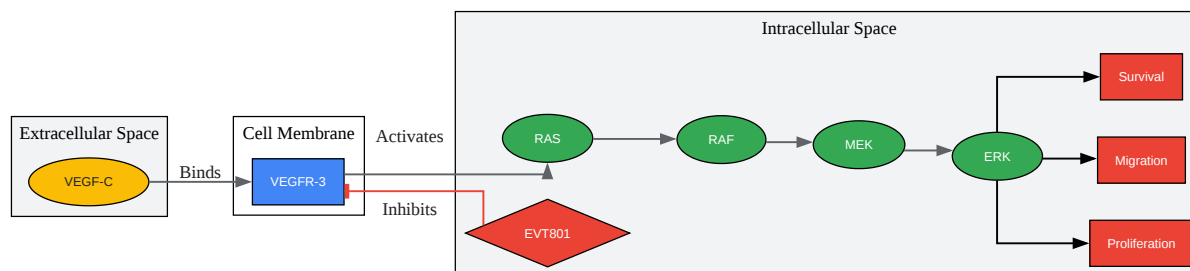 Intracellular Space
Survival
Extracellular Space
Cell Membrane
Activates
RAS
RAF
MEK
ERK
Migration
VEGF-C
Binds
VEGFR-3
Inhibits
EVT801
Proliferation